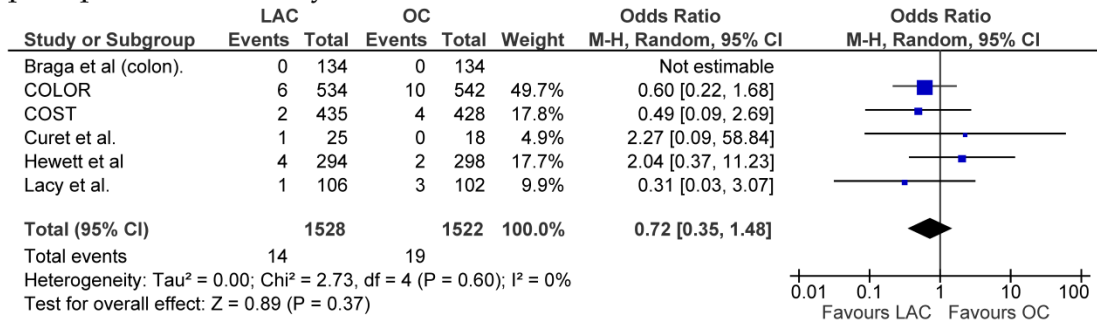 LAC OC Odds Ratio Odds Ratio
Study or Subgroup Events Total Events Total Weight M-H, Random, 95% CI M-H, Random, 95% CI
Braga et al (colon). 0 134 0 134 Not estimable
COLOR 6 534 10 542 49.7% 0.60 [0.22, 1.68]
COST 2 435 4 428 17.8% 0.49 [0.09, 2.69]
Curet et al. 1 25 0 18 4.9% 2.27 [0.09, 58.84]
Hewett et al 4 294 2 298 17.7% 2.04 [0.37, 11.23]
Lacy et al. 1 106 3 102 9.9% 0.31 [0.03, 3.07]
Total (95% CI) 1528 1522 100.0% 0.72 [0.35, 1.48]
Total events 14 19
Heterogeneity: Tau² = 0.00; Chi² = 2.73, df = 4 (P = 0.60); I² = 0%
Test for overall effect: Z = 0.89 (P = 0.37)
0.01 0.1 1 10 100
Favours LAC Favours OC